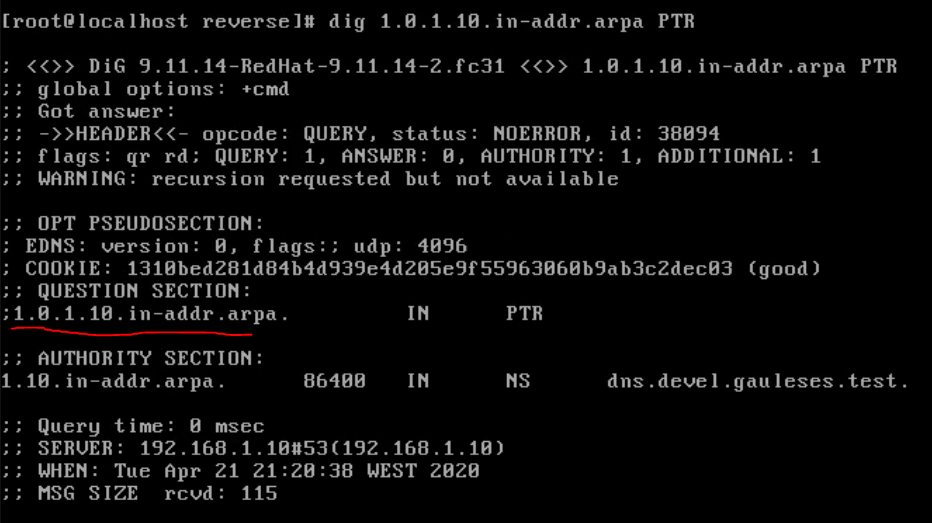 [root@localhost reverse]# dig 1.0.1.10.in-addr.arpa PTR
; <<>> DiG 9.11.14-RedHat-9.11.14-2.fc31 <<>> 1.0.1.10.in-addr.arpa PTR
;; global options: +cmd
;; Got answer:
;; ->>HEADER<<- opcode: QUERY, status: NOERROR, id: 38094
;; flags: qr rd; QUERY: 1, ANSWER: 0, AUTHORITY: 1, ADDITIONAL: 1
;; WARNING: recursion requested but not available
;; OPT PSEUDOSECTION:
; EDNS: version: 0, flags:; udp: 4096
; COOKIE: 1310bed281d84b4d939e4d205e9f55963060b9ab3c2dec03 (good)
;; QUESTION SECTION:
;1.0.1.10.in-addr.arpa. IN PTR
;; AUTHORITY SECTION:
1.10.in-addr.arpa. 86400 IN NS dns.devel.gauleses.test.
;; Query time: 0 msec
;; SERVER: 192.168.1.10#53(192.168.1.10)
;; WHEN: Tue Apr 21 21:20:38 WEST 2020
;; MSG SIZE rcvd: 115